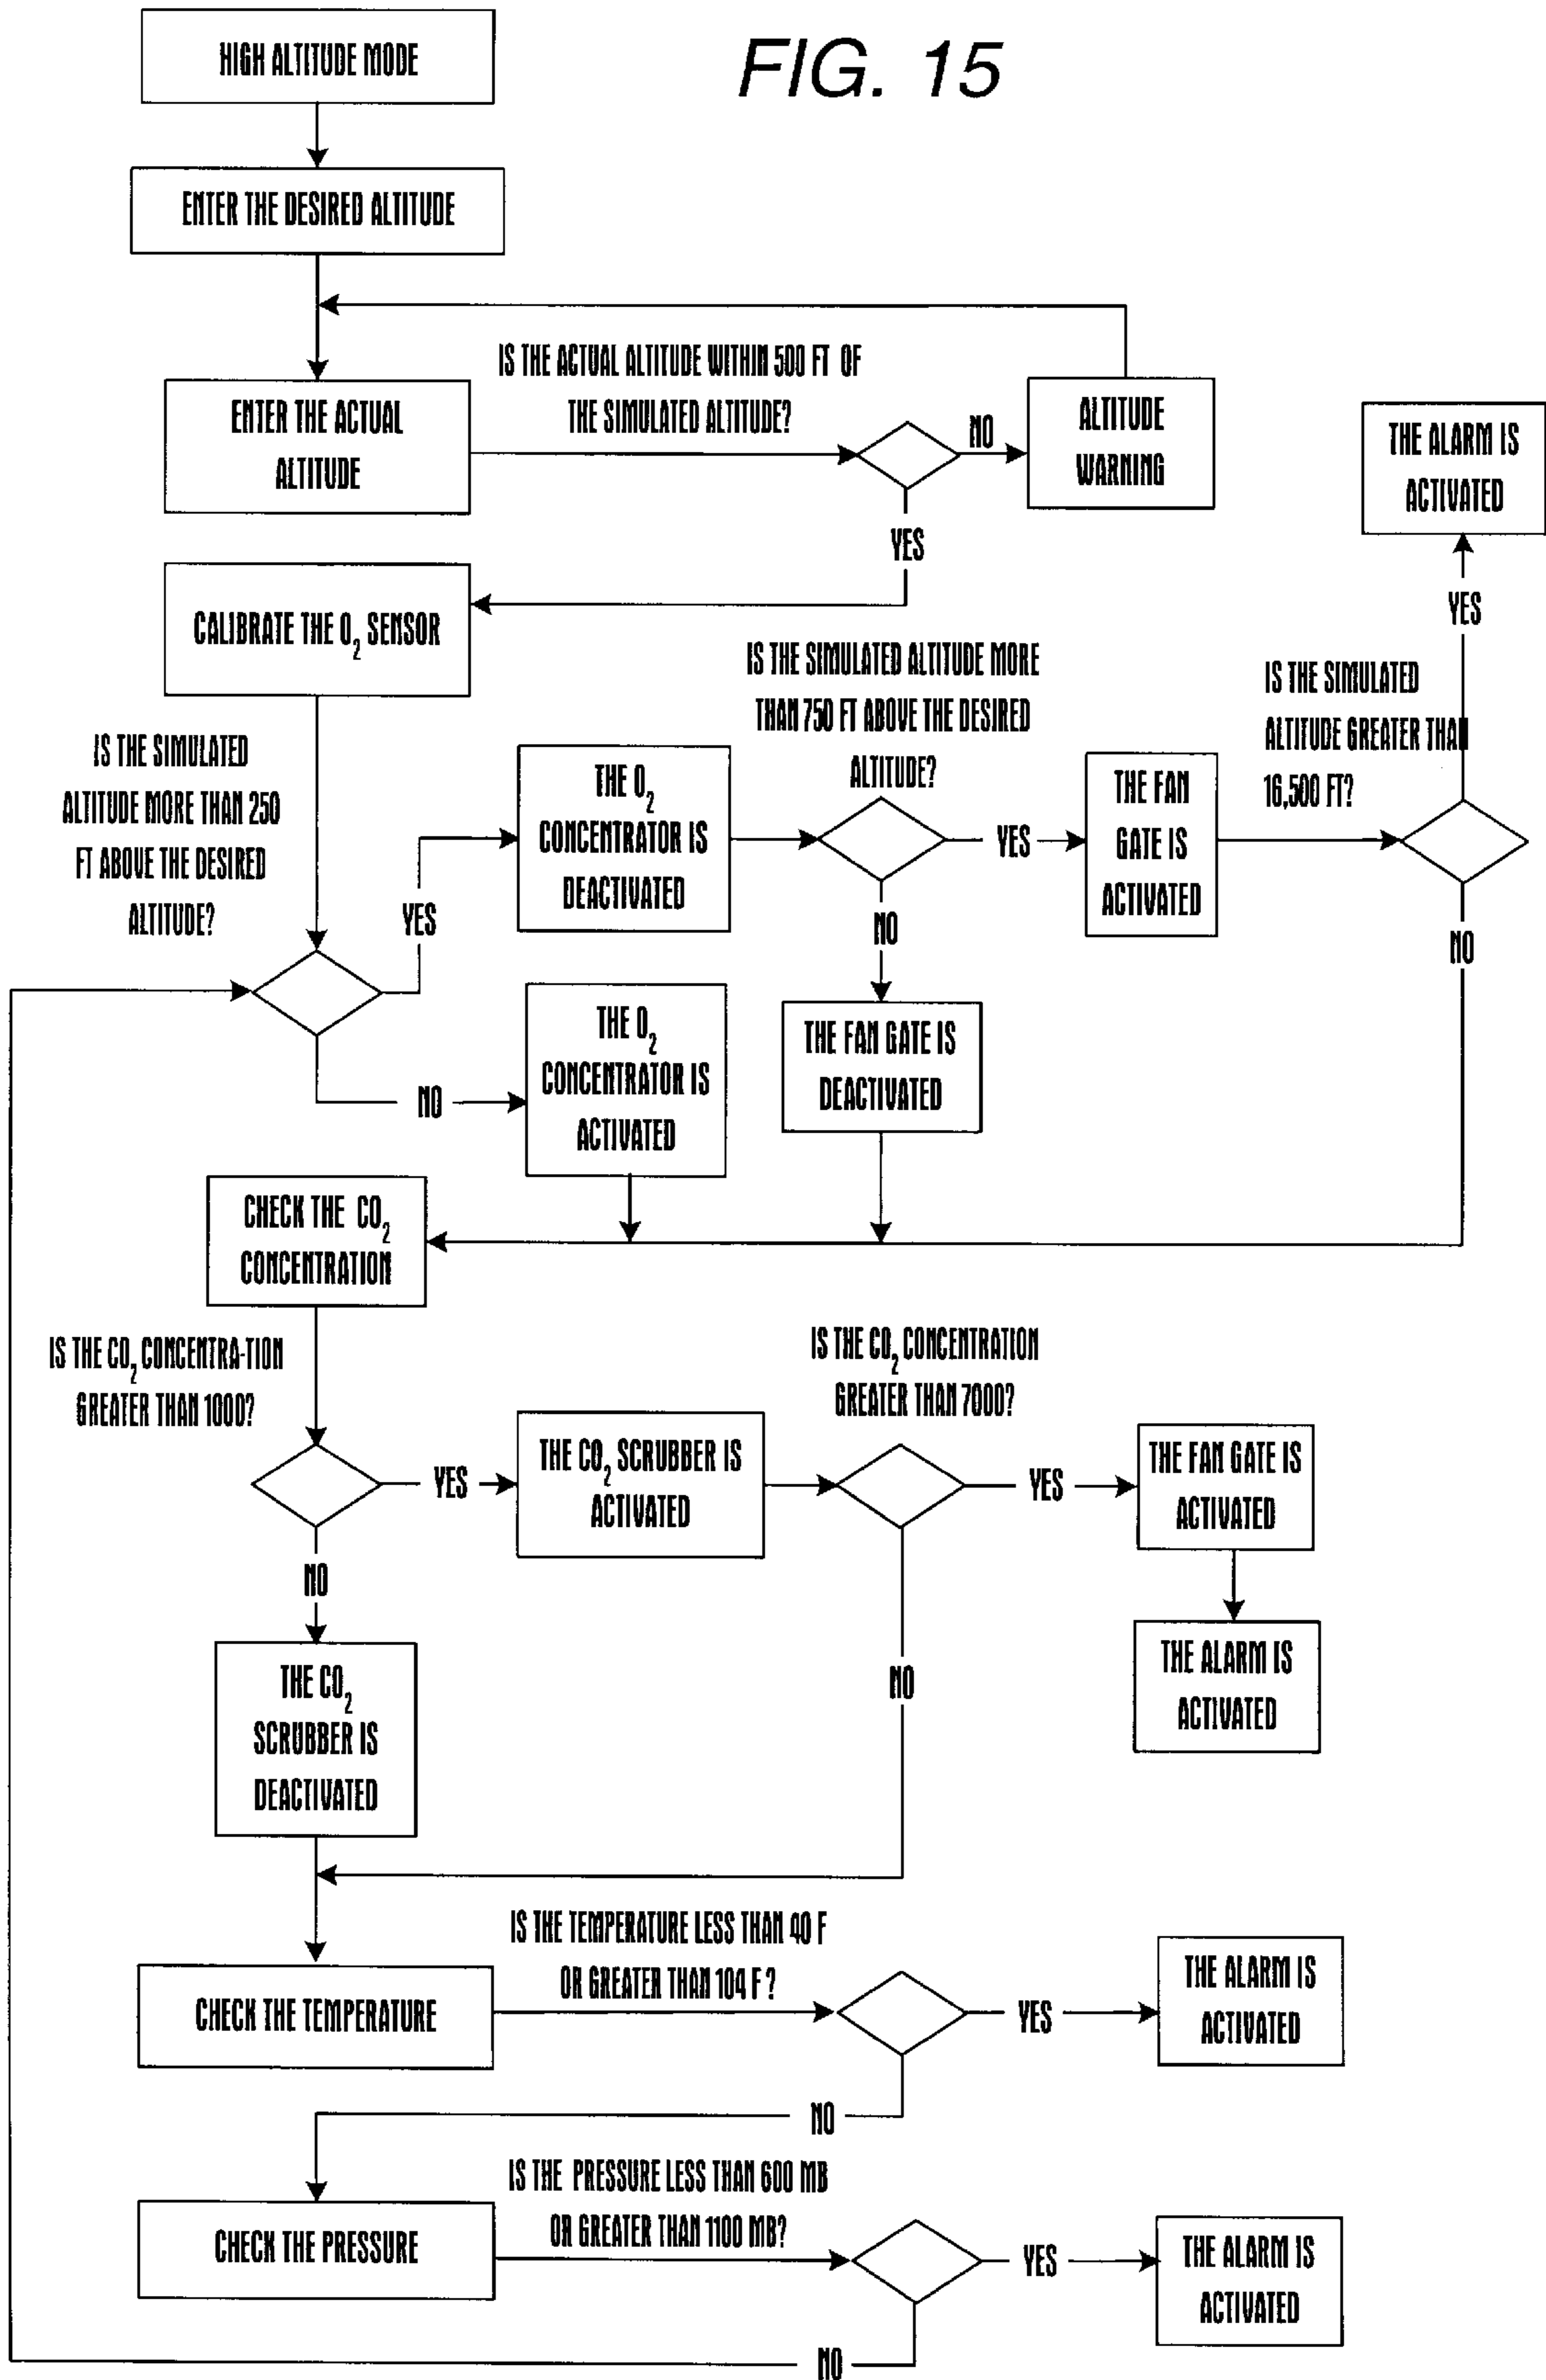 FIG. 15
HIGH ALTITUDE MODE
ENTER THE DESIRED ALTITUDE
IS THE ACTUAL ALTITUDE WITHIN 500 FT OF
THE SIMULATED ALTITUDE?
ENTER THE ACTUAL
ALTITUDE
NO
ALTITUDE
WARNING
THE ALARM IS
ACTIVATED
YES
YES
CALIBRATE THE O₂ SENSOR
IS THE SIMULATED ALTITUDE MORE
THAN 750 FT ABOVE THE DESIRED
ALTITUDE?
IS THE SIMULATED
ALTITUDE GREATER THAN
16,500 FT?
IS THE SIMULATED
ALTITUDE MORE THAN 250
FT ABOVE THE DESIRED
ALTITUDE?
YES
THE O₂
CONCENTRATOR IS
DEACTIVATED
YES
THE FAN
GATE IS
ACTIVATED
NO
NO
THE O₂
CONCENTRATOR IS
ACTIVATED
THE FAN GATE IS
DEACTIVATED
NO
CHECK THE CO₂
CONCENTRATION
IS THE CO₂ CONCENTRA-TION
GREATER THAN 1000?
IS THE CO₂ CONCENTRATION
GREATER THAN 7000?
YES
THE CO₂ SCRUBBER IS
ACTIVATED
YES
THE FAN GATE IS
ACTIVATED
NO
THE CO₂
SCRUBBER IS
DEACTIVATED
NO
THE ALARM IS
ACTIVATED
IS THE TEMPERATURE LESS THAN 40 F
OR GREATER THAN 104 F?
CHECK THE TEMPERATURE
YES
THE ALARM IS
ACTIVATED
NO
IS THE PRESSURE LESS THAN 600 MB
OR GREATER THAN 1100 MB?
CHECK THE PRESSURE
YES
THE ALARM IS
ACTIVATED
NO